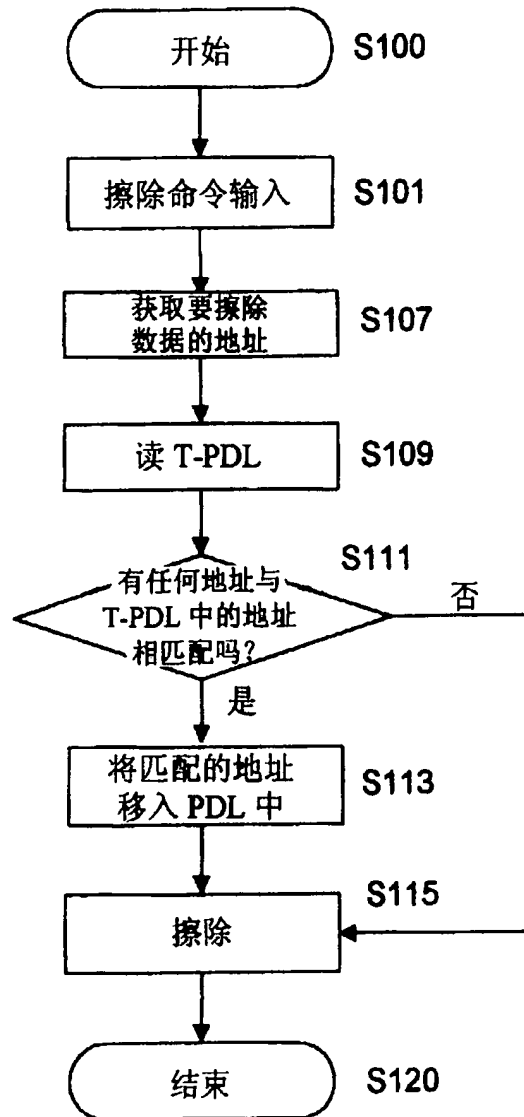 开始
S100
擦除命令输入
S101
获取要擦除
数据的地址
S107
读 T-PDL
S109
S111
有任何地址与
T-PDL 中的地址
相匹配吗?
否
是
将匹配的地址
移入 PDL 中
S113
S115
擦除
结束
S120